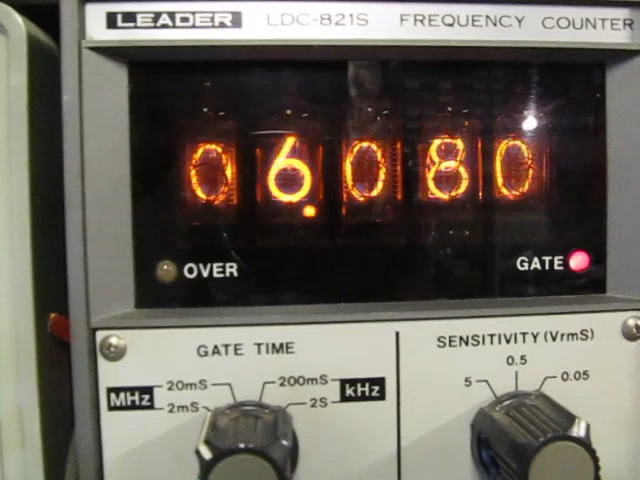 LEADER LDC-821S FREQUENCY COUNTER
06.080
OVER GATE
GATE TIME
SENSITIVITY (VrmS)
MHz 20mS 200mS kHz
2mS 2S
0.5
5 0.05